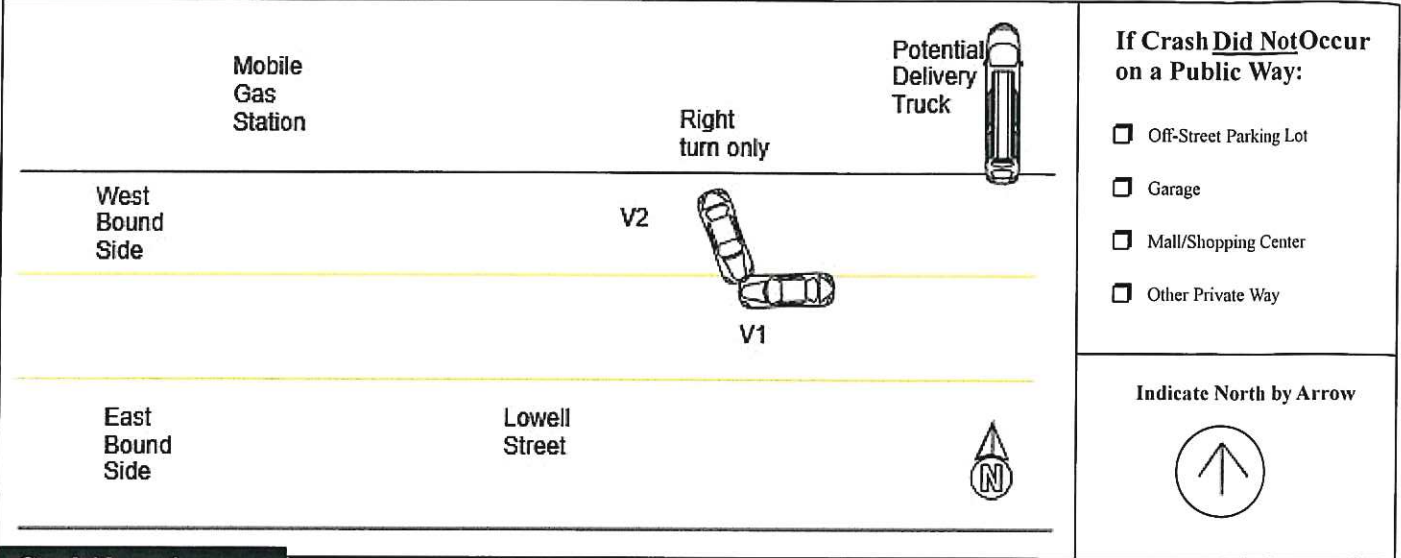 Mobile
Gas
Station
Right
turn only
Potential
Delivery
Truck
West
Bound
Side
V2
V1
East
Bound
Side
Lowell
Street
N
If Crash Did Not Occur
on a Public Way:
Off-Street Parking Lot
Garage
Mall/Shopping Center
Other Private Way
Indicate North by Arrow